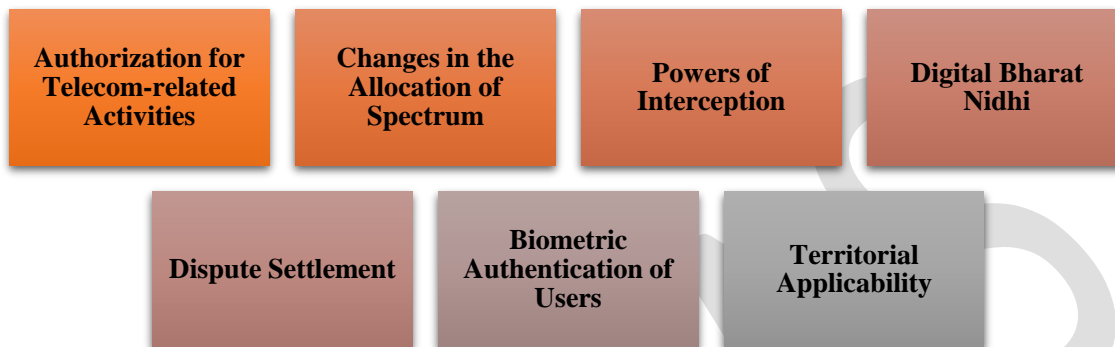 Authorization for
Telecom-related
Activities
Changes in the
Allocation of
Spectrum
Powers of
Interception
Digital Bharat
Nidhi
Dispute Settlement
Biometric
Authentication of
Users
Territorial
Applicability